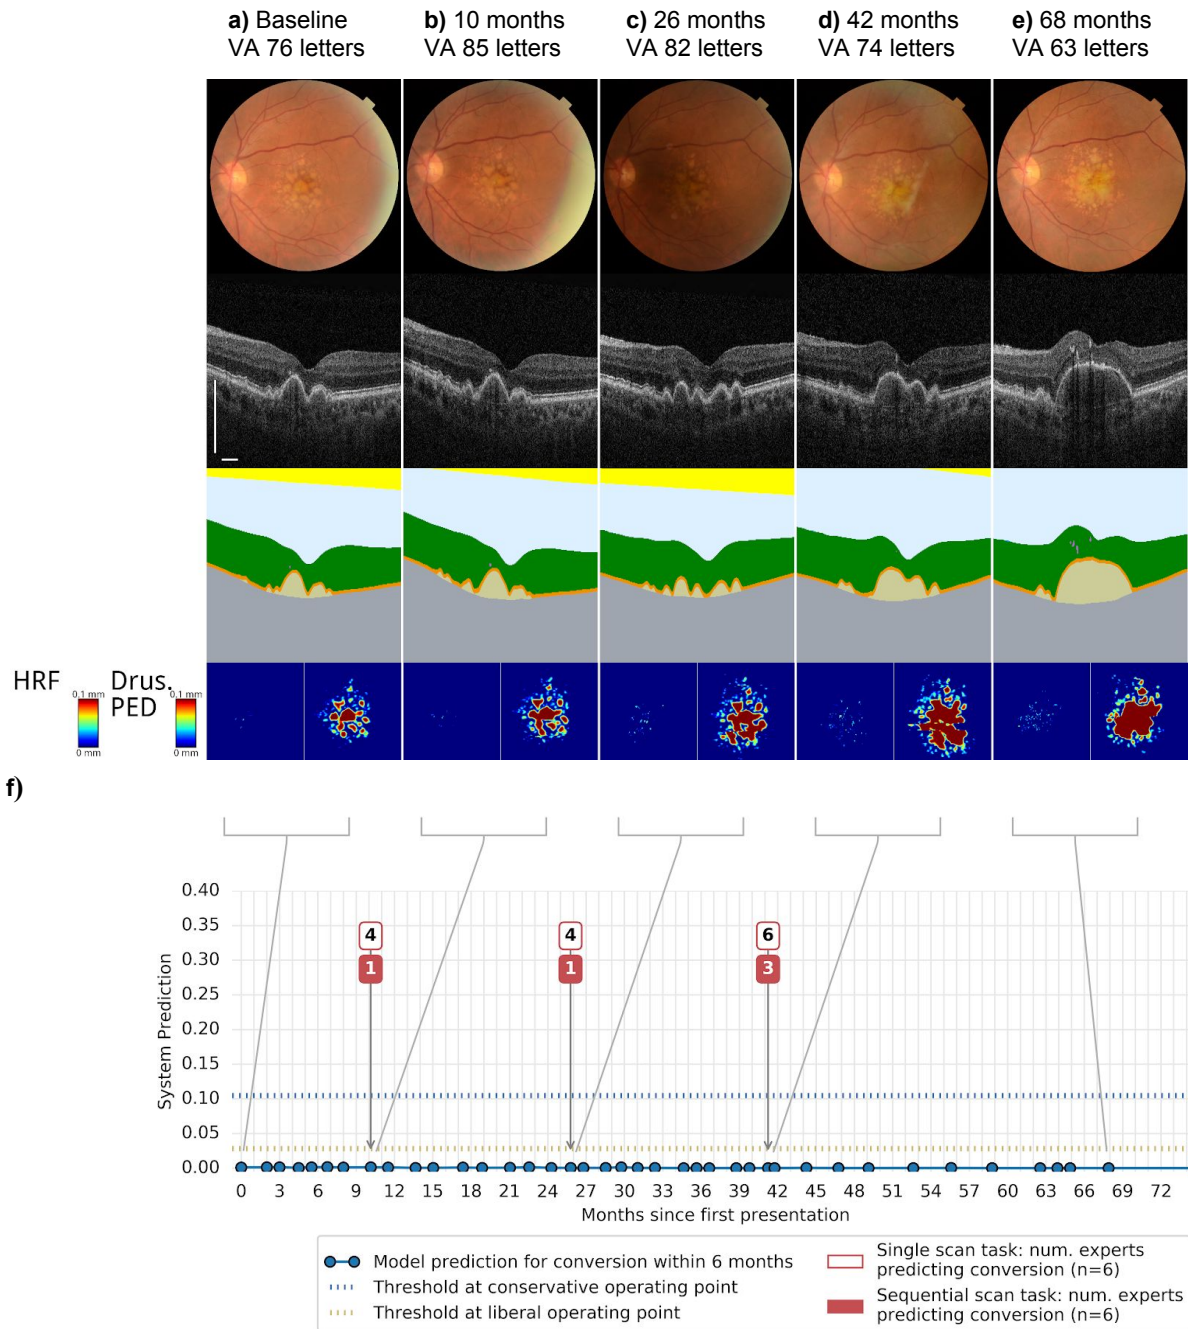 a) Baseline
VA 76 letters
b) 10 months
VA 85 letters
c) 26 months
VA 82 letters
d) 42 months
VA 74 letters
e) 68 months
VA 63 letters
HRF
0.1 mm
0 mm
Drus.
PED
0.1 mm
0 mm
f)
System Prediction
0.40
0.35
0.30
0.25
0.20
0.15
0.10
0.05
0.00
4
1
4
1
6
3
0 3 6 9 12 15 18 21 24 27 30 33 36 39 42 45 48 51 54 57 60 63 66 69 72
Months since first presentation
Model prediction for conversion within 6 months
Threshold at conservative operating point
Threshold at liberal operating point
Single scan task: num. experts
predicting conversion (n=6)
Sequential scan task: num. experts
predicting conversion (n=6)